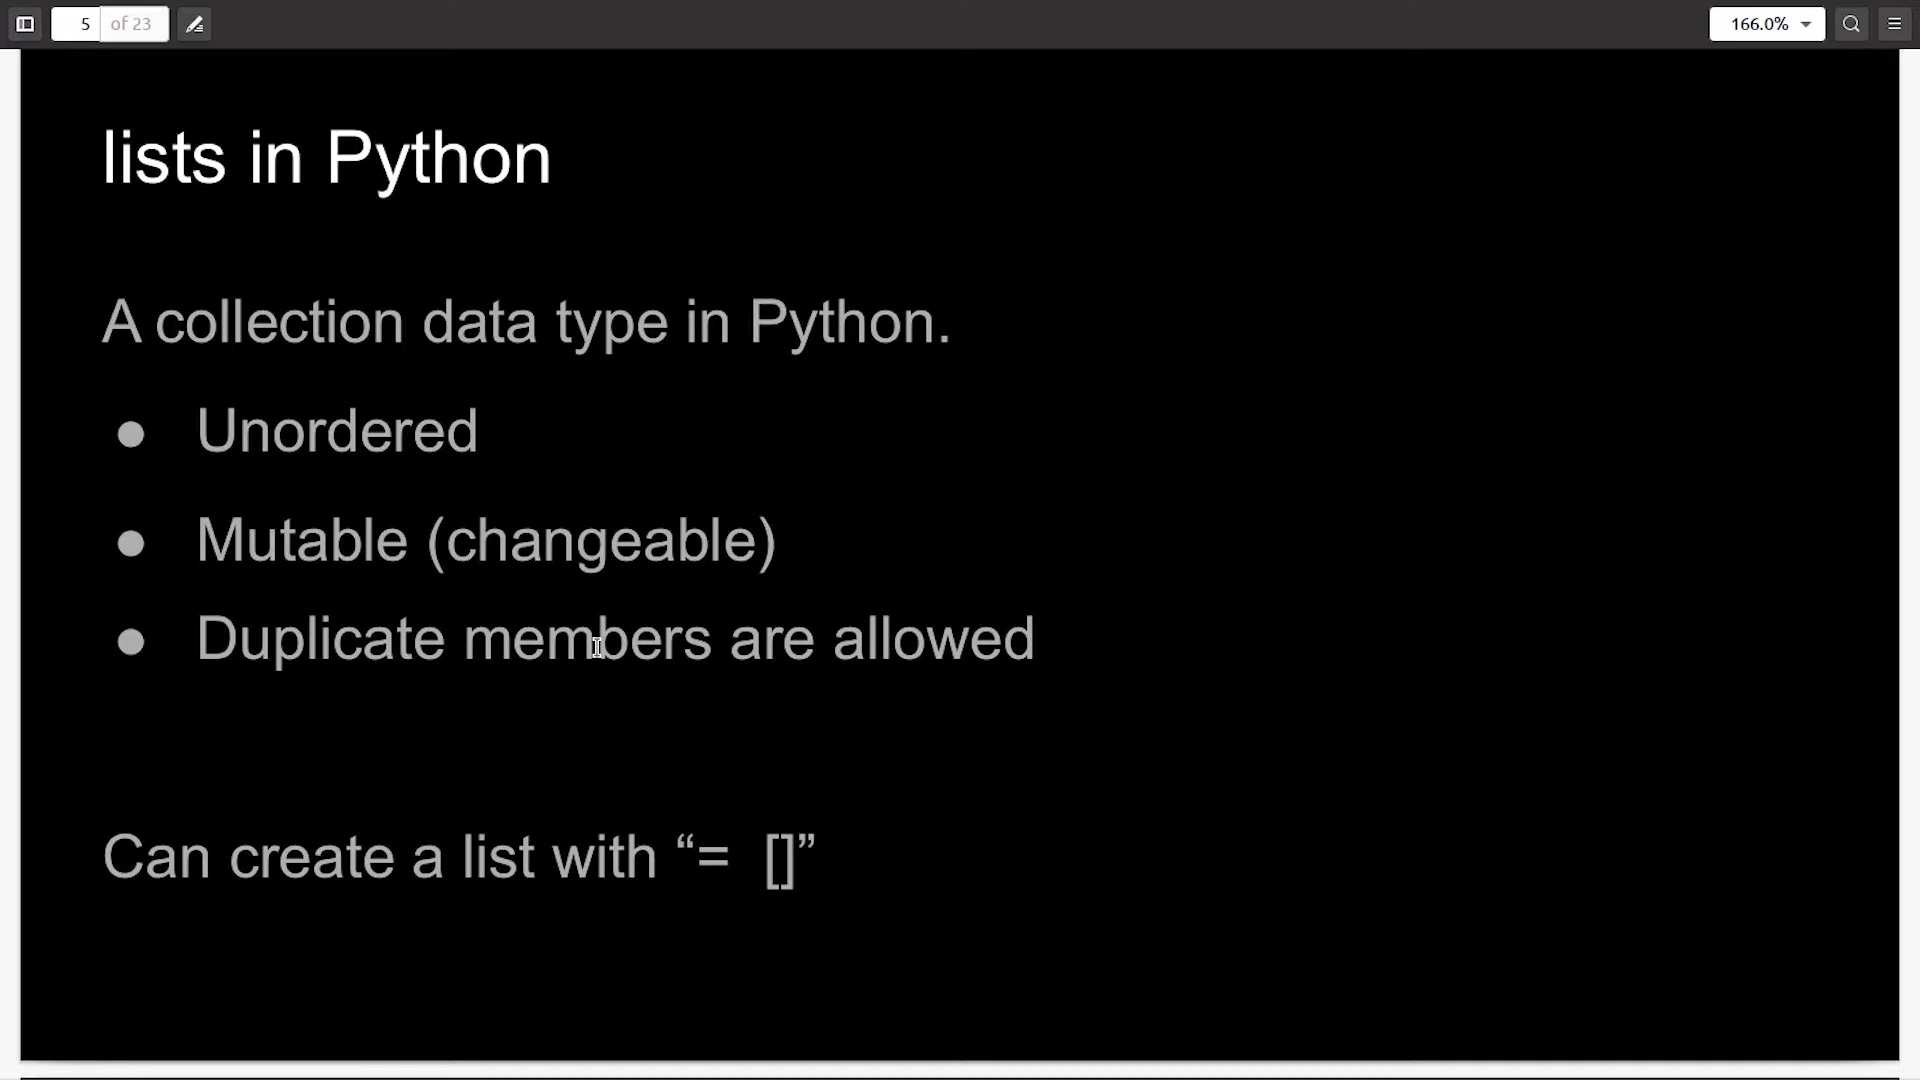 5 of 23 166.0%
lists in Python
A collection data type in Python.
● Unordered
● Mutable (changeable)
● Duplicate members are allowed
Can create a list with “= []”